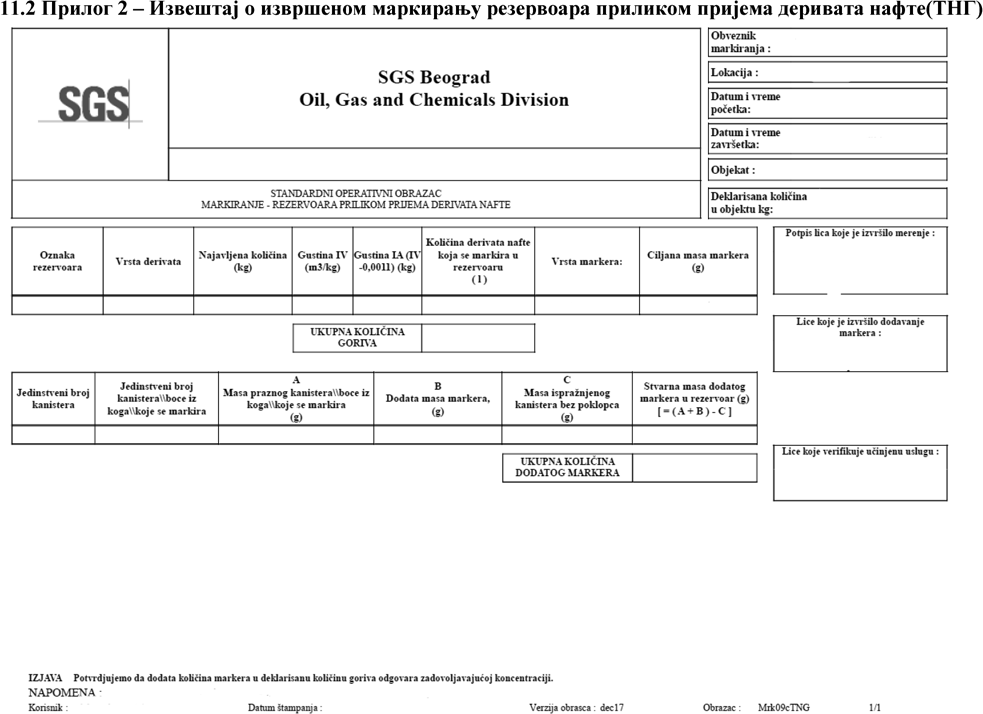 11.2 Прилог 2 – Извештај о извршеном маркирању резервоара приликом пријема деривата нафте(ТНГ)
SGS
SGS Beograd
Oil, Gas and Chemicals Division
STANDARDNI OPERATIVNI OBRAZAC
MARKIRANJE - REZERVOARA PRILIKOM PRIJEMA DERIVATA NAFTE
Obveznik
markiranja :
Lokacija :
Datum i vreme
početka:
Datum i vreme
završetka:
Objekat :
Deklarisana količina
u objektu kg:
Oznaka
rezervoara
Vrsta derivata
Najavljena količina
(kg)
Gustina IV
(m3/kg)
Gustina IA (IV
-0,0011) (kg)
Količina derivata nafte
koja se markira u
rezervoaru
( l )
Vrsta markera:
Ciljana masa markera
(g)
Potpis lica koje je izvršilo merenje :
UKUPNA KOLIČINA
GORIVA
Lice koje je izvršilo dodavanje
markera :
Jedinstveni broj
kanistera
Jedinstveni broj
kanistera\\boce iz
koga\\koje se markira
A
Masa praznog kanistera\\boce iz
koga\\koje se markira
(g)
B
Dodata masa markera,
(g)
C
Masa ispražnjenog
kanistera bez poklopca
(g)
Stvarna masa dodatog
markera u rezervoar (g)
[ = ( A + B ) - C ]
UKUPNA KOLIČINA
DODATOG MARKERA
Lice koje verifikuje učinjenu uslugu :
IZJAVA Potvrdjujemo da dodata količina markera u deklarisanu količinu goriva odgovara zadovoljavajućoj koncentraciji.
NAPOMENA :
Korisnik : Datum štampanja : Verzija obrasca : dec17 Obrazac : Mrk09cTNG 1/1